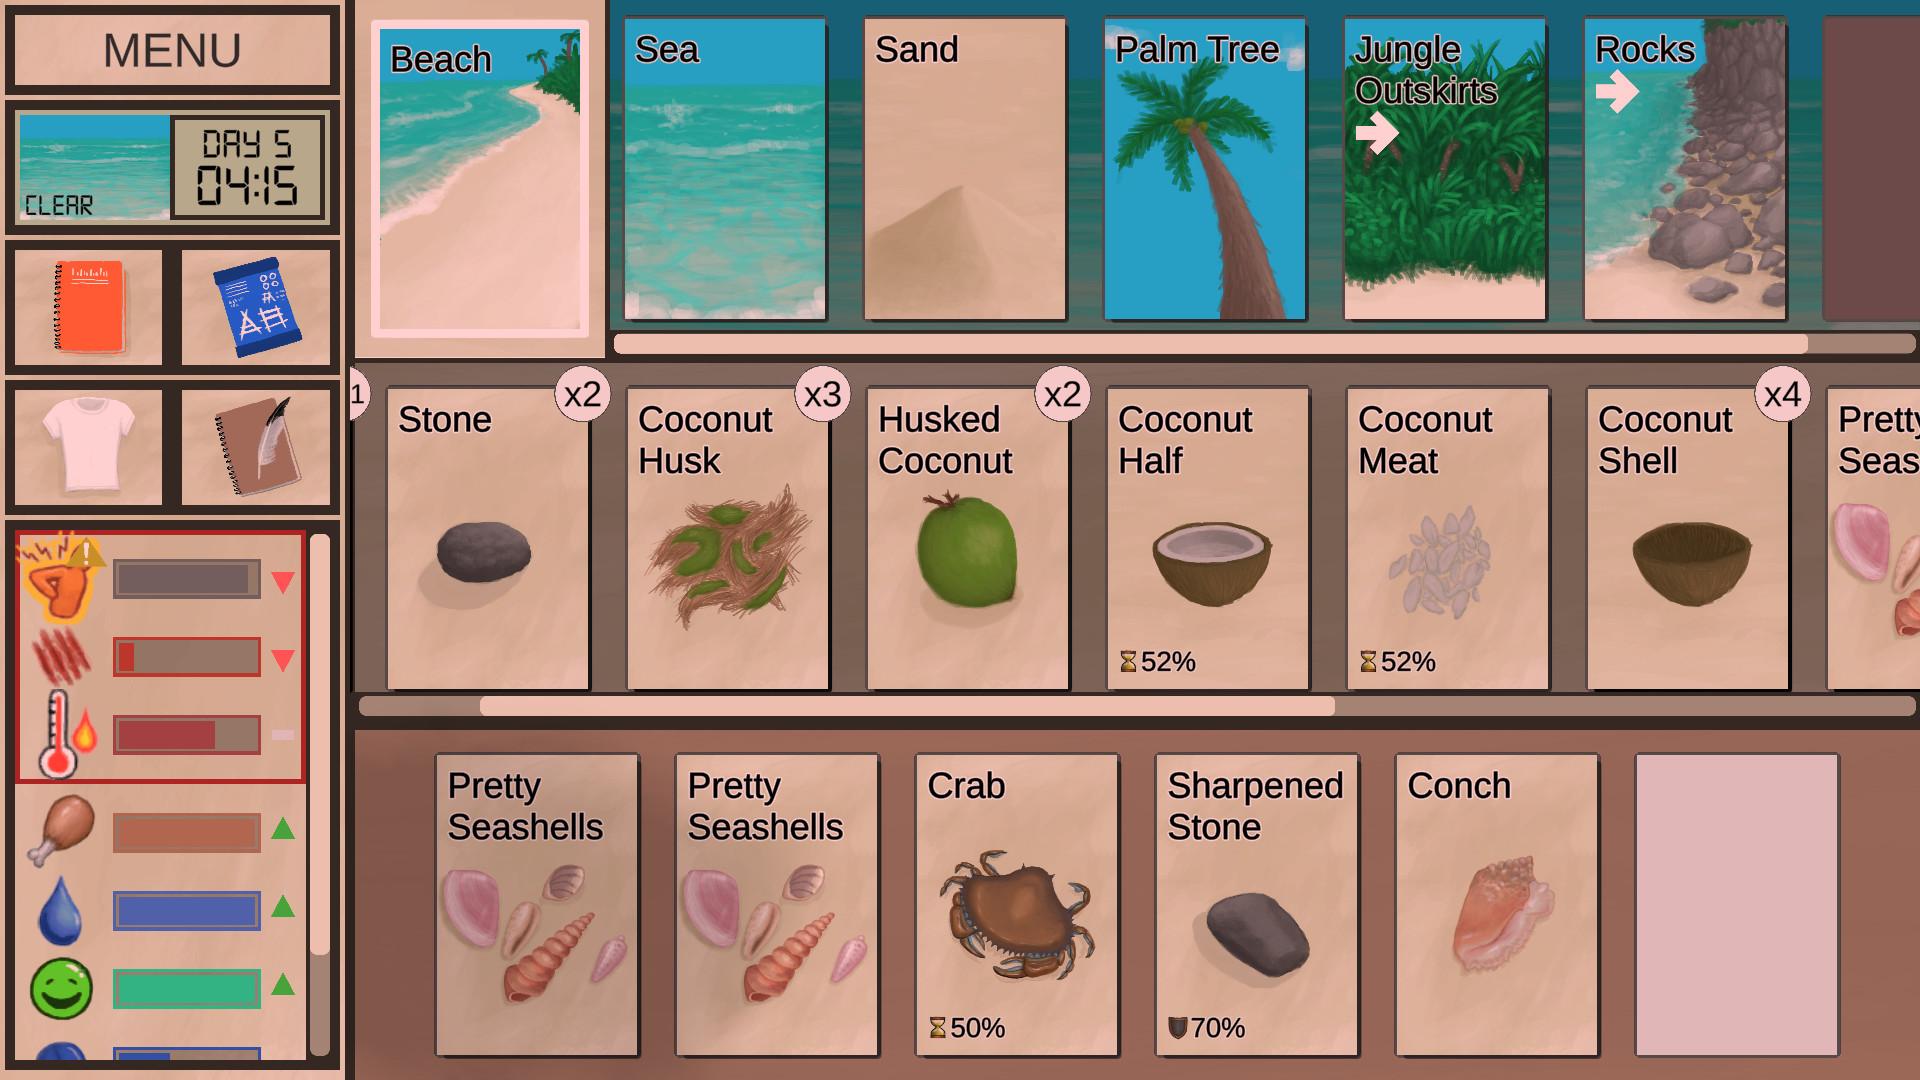 MENU
CLEAR
DAY 5
04:15
Beach
Sea
Sand
Palm Tree
Jungle
Outskirts
Rocks
1
Stone
x2
Coconut
Husk
x3
Husked
Coconut
x2
Coconut
Half
52%
Coconut
Meat
52%
Coconut
Shell
x4
Pretty
Seas
Pretty
Seashells
Pretty
Seashells
Crab
50%
Sharpened
Stone
70%
Conch